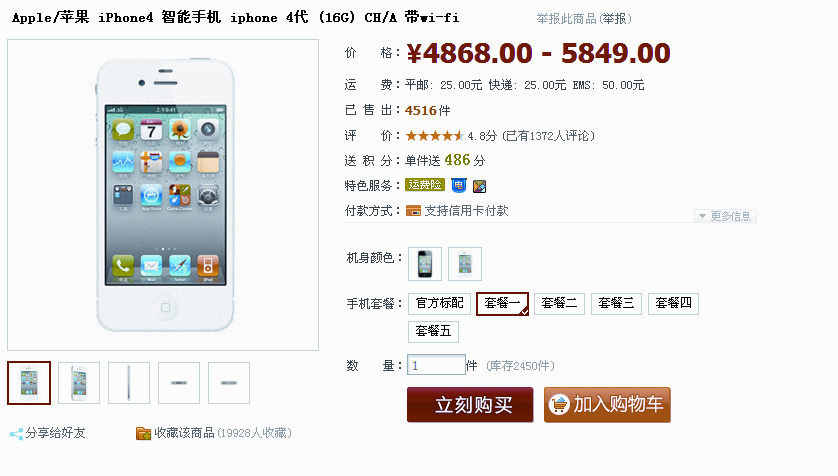 Apple/苹果 iPhone4 智能手机 iphone 4代 (16G) CH/A 带wi-fi
举报此商品(举报)
价 格：¥4868.00 - 5849.00
运 费：平邮: 25.00元 快递: 25.00元 EMS: 50.00元
已 售 出：4516件
评 价：4.8分 (已有1372人评论)
送 积 分：单件送 486 分
特色服务：运费险
付款方式：支持信用卡付款
更多信息
机身颜色：
手机套餐：官方标配 套餐一 套餐二 套餐三 套餐四
套餐五
数 量：1 件 (库存2450件)
立刻购买 加入购物车
分享给好友 收藏该商品(19928人收藏)